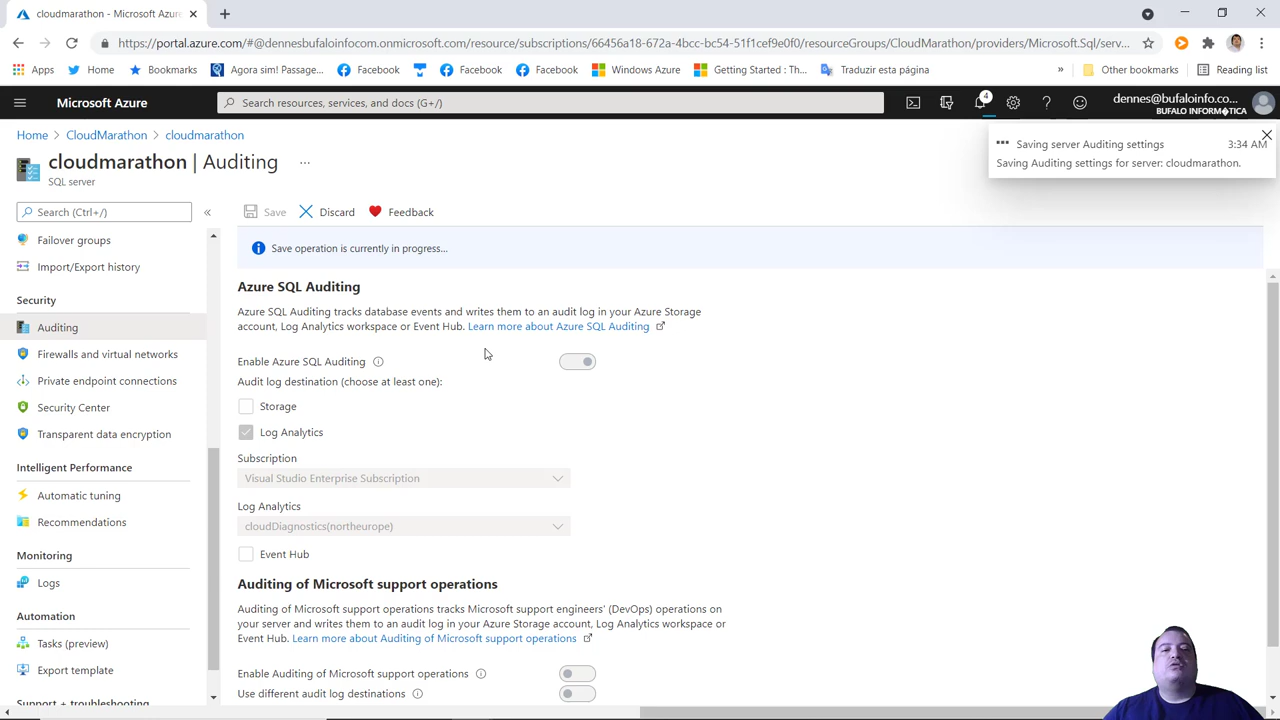 cloudmarathon - Microsoft Azur
https://portal.azure.com/#@dennesbufaloinfocom.onmicrosoft.com/resource/subscriptions/66456a18-672a-4bcc-bc54-51f1cef9e0f0/resourceGroups/CloudMarathon/providers/Microsoft.Sql/serv...
Apps
Home
Bookmarks
Agora sim! Passage...
Facebook
Facebook
Facebook
Windows Azure
Getting Started : Th...
Traduzir esta página
»
Other bookmarks
Reading list
Microsoft Azure
Search resources, services, and docs (G+/)
4
dennes@bufaloinfo.co...
BUFALO INFORM�TICA
Home > CloudMarathon > cloudmarathon
cloudmarathon | Auditing
...
SQL server
Saving server Auditing settings
3:34 AM
Saving Auditing settings for server: cloudmarathon.
Search (Ctrl+/)
«
Failover groups
Import/Export history
Security
Auditing
Firewalls and virtual networks
Private endpoint connections
Security Center
Transparent data encryption
Intelligent Performance
Automatic tuning
Recommendations
Monitoring
Logs
Automation
Tasks (preview)
Export template
Support + troubleshooting
Save
Discard
Feedback
Save operation is currently in progress...
Azure SQL Auditing
Azure SQL Auditing tracks database events and writes them to an audit log in your Azure Storage
account, Log Analytics workspace or Event Hub. Learn more about Azure SQL Auditing
Enable Azure SQL Auditing
Audit log destination (choose at least one):
Storage
Log Analytics
Subscription
Visual Studio Enterprise Subscription
Log Analytics
cloudDiagnostics(northeurope)
Event Hub
Auditing of Microsoft support operations
Auditing of Microsoft support operations tracks Microsoft support engineers' (DevOps) operations on
your server and writes them to an audit log in your Azure Storage account, Log Analytics workspace or
Event Hub. Learn more about Auditing of Microsoft support operations
Enable Auditing of Microsoft support operations
Use different audit log destinations